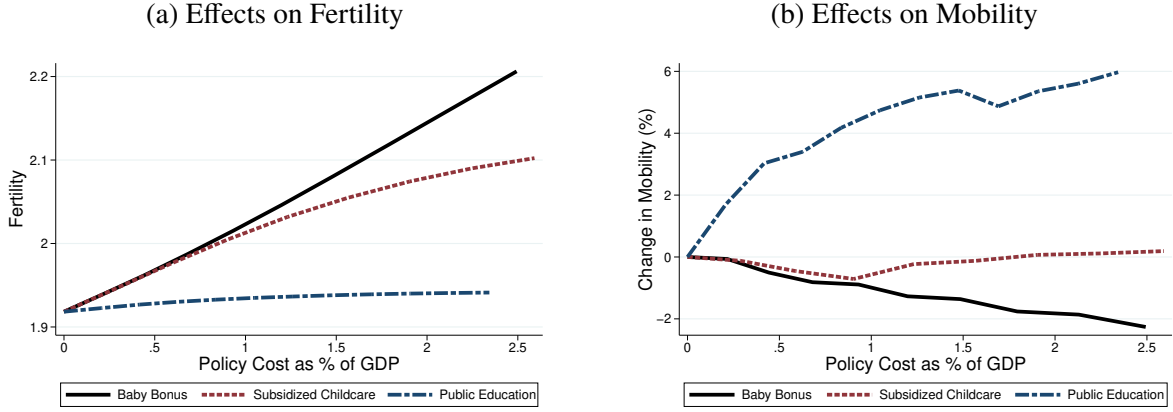 (a) Effects on Fertility
2.2
2.1
2
1.9
Fertility
0 .5 1 1.5 2 2.5
Policy Cost as % of GDP
Baby Bonus Subsidized Childcare Public Education
(b) Effects on Mobility
6
4
2
0
−2
Change in Mobility (%)
0 .5 1 1.5 2 2.5
Policy Cost as % of GDP
Baby Bonus Subsidized Childcare Public Education